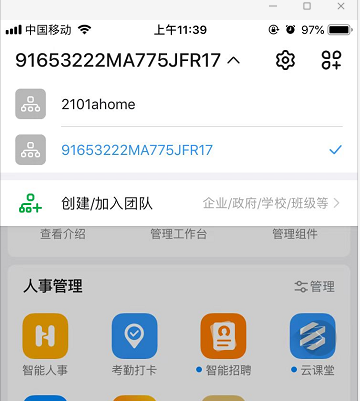 中国移动 上午11:39 97%
91653222MA775JFR17
2101ahome
91653222MA775JFR17
创建/加入团队 企业/政府/学校/班级等
查看介绍 管理工作台 管理组件
人事管理 管理
智能人事 考勤打卡 智能招聘 云课堂